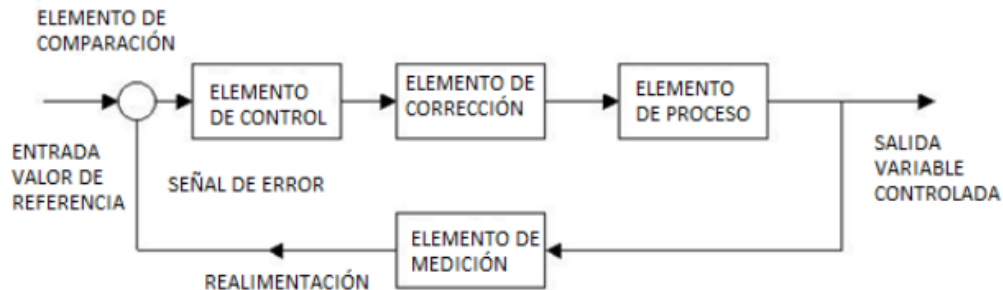 ELEMENTO DE
COMPARACIÓN
ELEMENTO
DE CONTROL
ELEMENTO DE
CORRECCIÓN
ELEMENTO
DE PROCESO
ENTRADA
VALOR DE
REFERENCIA
SEÑAL DE ERROR
SALIDA
VARIABLE
CONTROLADA
ELEMENTO DE
MEDICIÓN
REALIMENTACIÓN